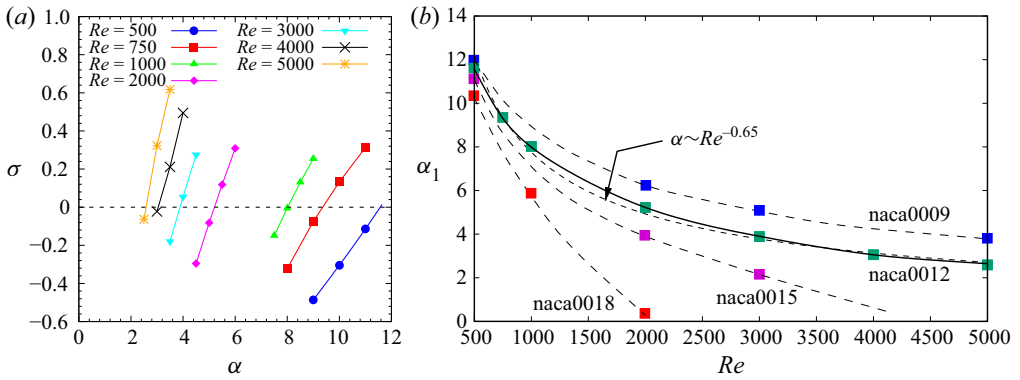 (a)
Re = 500
Re = 750
Re = 1000
Re = 2000
Re = 3000
Re = 4000
Re = 5000
1.0
0.8
0.6
0.4
0.2
0
−0.2
−0.4
−0.6
σ
0 2 4 6 8 10 12
α
(b)
14
12
10
8
6
4
2
0
α₁
α~Re⁻⁰·⁶⁵
naca0009
naca0012
naca0015
naca0018
500 1000 1500 2000 2500 3000 3500 4000 4500 5000
Re